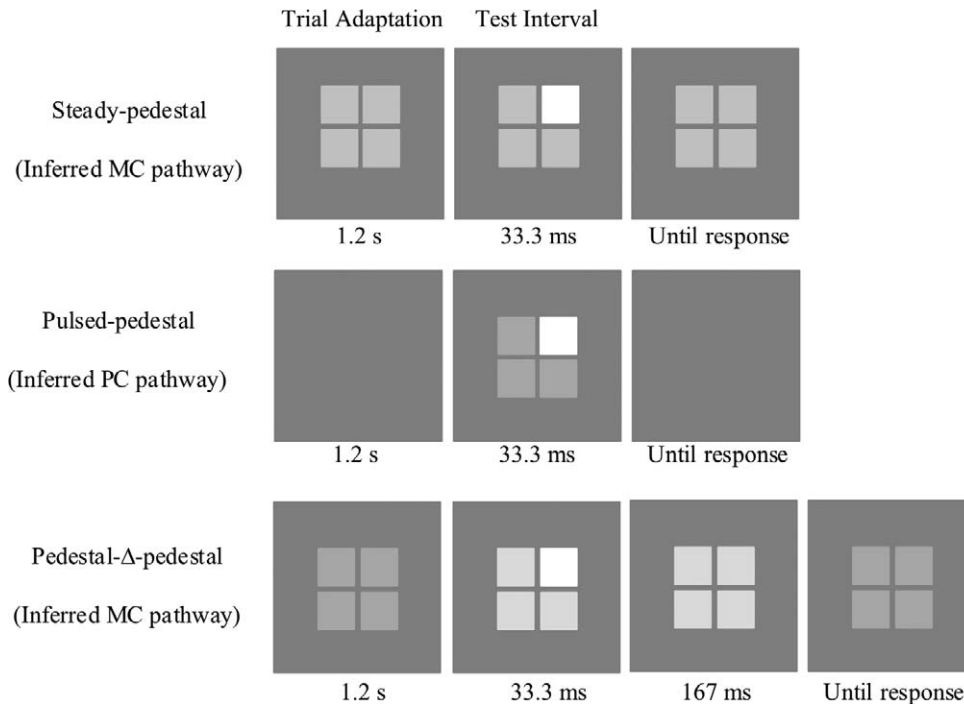 Trial Adaptation Test Interval
Steady-pedestal
(Inferred MC pathway)
1.2 s 33.3 ms Until response
Pulsed-pedestal
(Inferred PC pathway)
1.2 s 33.3 ms Until response
Pedestal-Δ-pedestal
(Inferred MC pathway)
1.2 s 33.3 ms 167 ms Until response